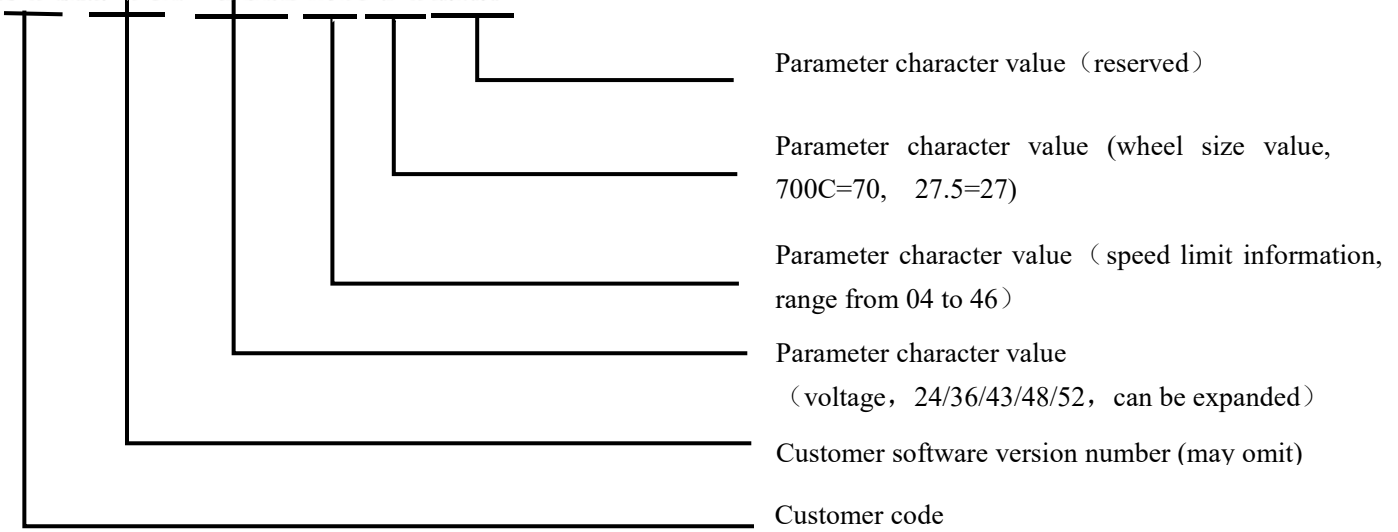 Parameter character value（reserved）
Parameter character value (wheel size value,
700C=70, 27.5=27)
Parameter character value（speed limit information,
range from 04 to 46）
Parameter character value
（voltage，24/36/43/48/52，can be expanded）
Customer software version number (may omit)
Customer code